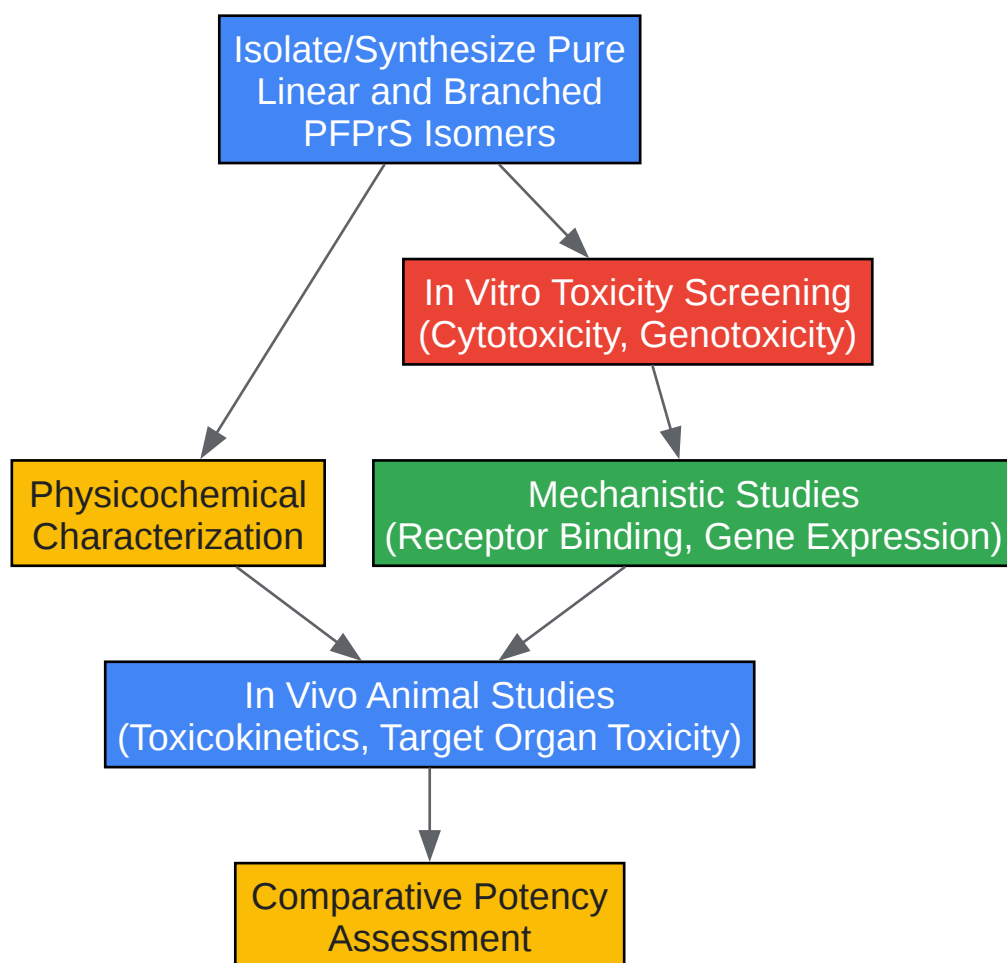 Isolate/Synthesize Pure
Linear and Branched
PFPrS Isomers
In Vitro Toxicity Screening
(Cytotoxicity, Genotoxicity)
Physicochemical
Characterization
Mechanistic Studies
(Receptor Binding, Gene Expression)
In Vivo Animal Studies
(Toxicokinetics, Target Organ Toxicity)
Comparative Potency
Assessment